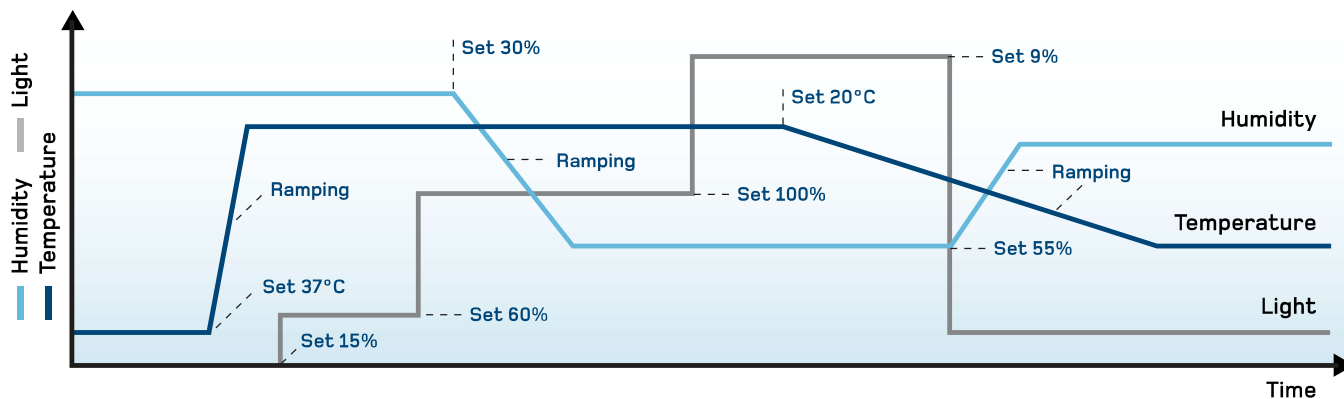 Light
Humidity
Temperature
Set 30%
Set 9%
Set 20°C
Humidity
Ramping
Ramping
Ramping
Set 100%
Temperature
Set 55%
Set 37°C
Light
Set 60%
Set 15%
Time